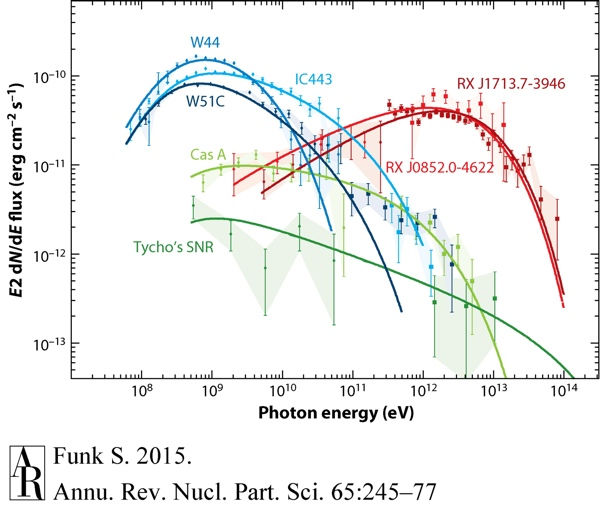 W44
IC443
W51C
RX J1713.7-3946
RX J0852.0-4622
Cas A
Tycho's SNR
10⁻¹⁰
10⁻¹¹
10⁻¹²
10⁻¹³
E2 dN/dE flux (erg cm⁻² s⁻¹)
10⁸ 10⁹ 10¹⁰ 10¹¹ 10¹² 10¹³ 10¹⁴
Photon energy (eV)
AR
Funk S. 2015.
Annu. Rev. Nucl. Part. Sci. 65:245–77